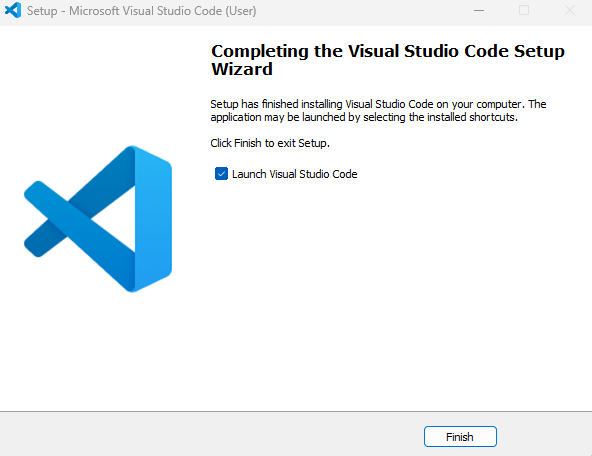 Setup - Microsoft Visual Studio Code (User)
Completing the Visual Studio Code Setup
Wizard
Setup has finished installing Visual Studio Code on your computer. The
application may be launched by selecting the installed shortcuts.
Click Finish to exit Setup.
Launch Visual Studio Code
Finish